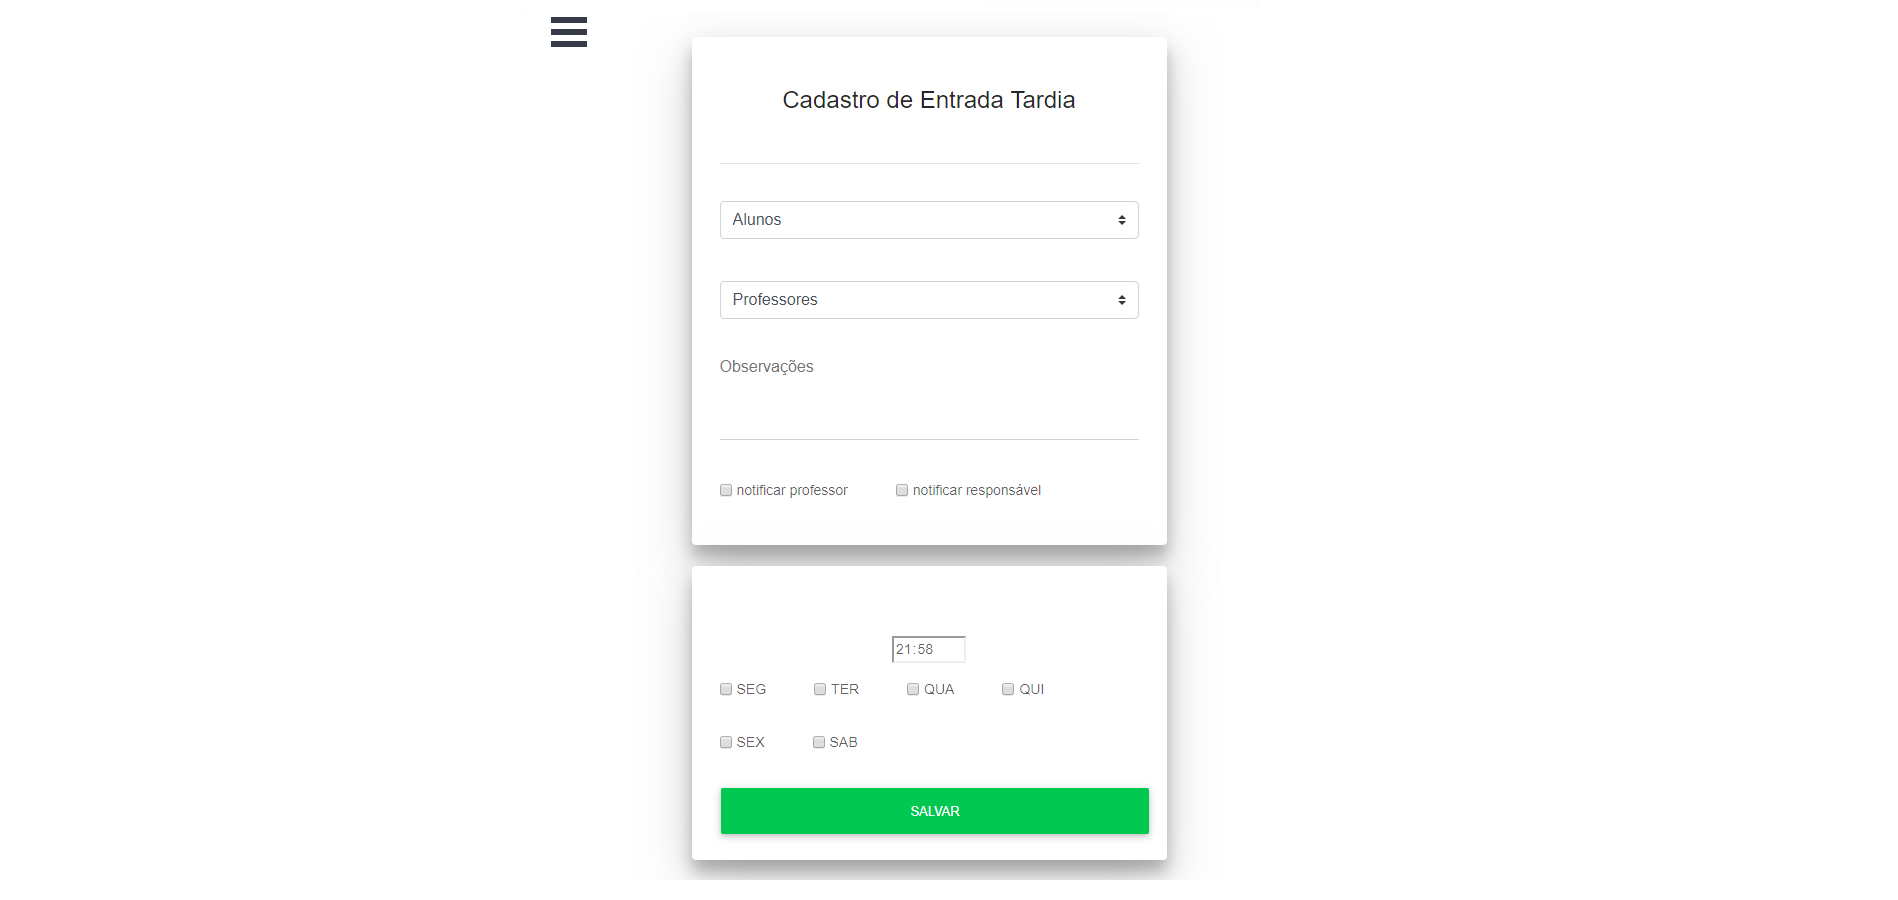 Cadastro de Entrada Tardia
Alunos
Professores
Observações
notificar professor notificar responsável
21:58
SEG TER QUA QUI
SEX SAB
SALVAR